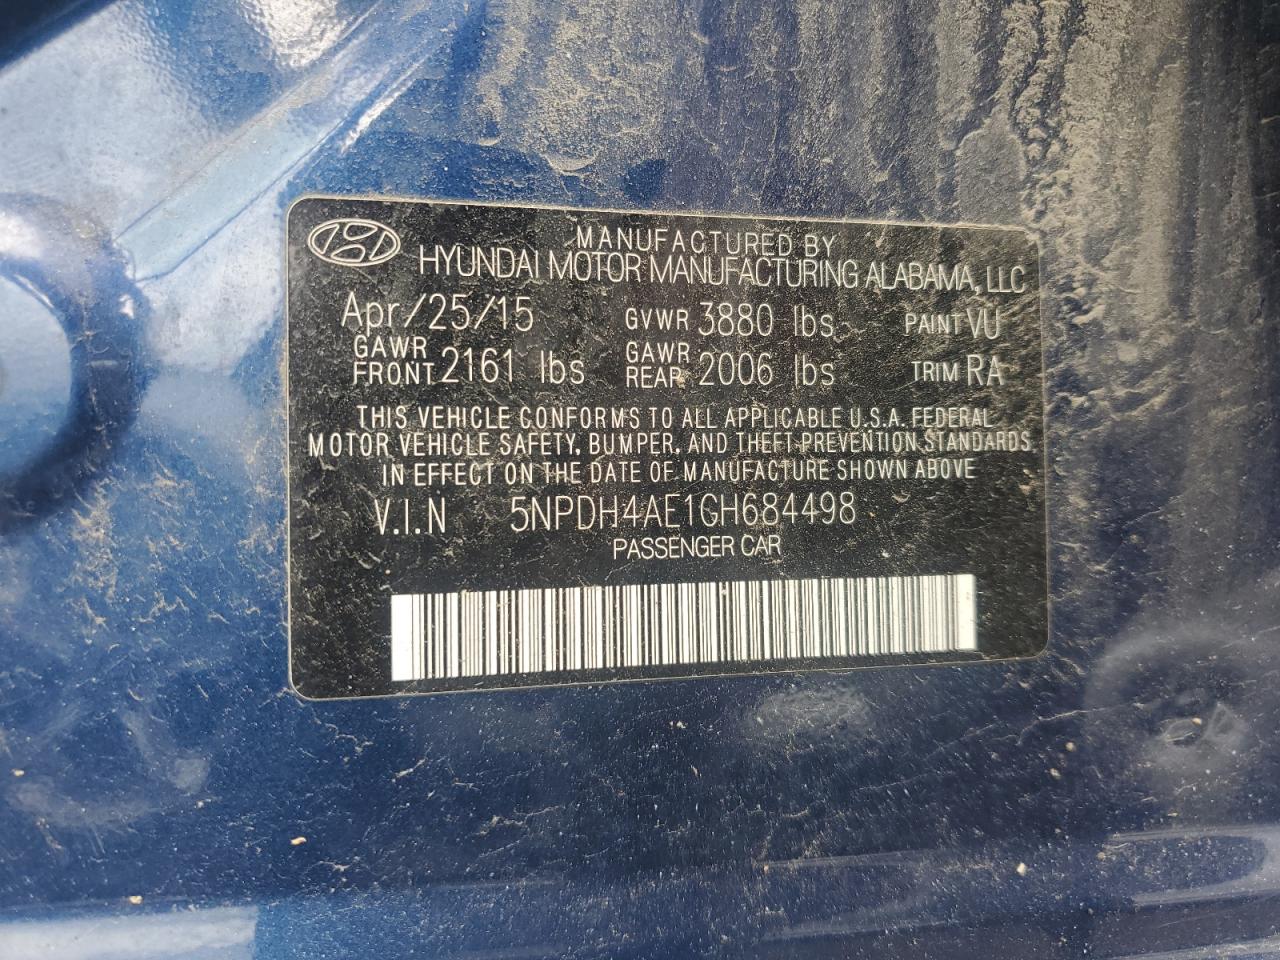 MANUFACTURED BY
HYUNDAI MOTOR MANUFACTURING ALABAMA, LLC
Apr/25/15 GVWR 3880 lbs PAINT VU
GAWR FRONT 2161 lbs GAWR REAR 2006 lbs TRIM RA
THIS VEHICLE CONFORMS TO ALL APPLICABLE U.S.A. FEDERAL
MOTOR VEHICLE SAFETY, BUMPER, AND THEFT PREVENTION STANDARDS
IN EFFECT ON THE DATE OF MANUFACTURE SHOWN ABOVE
V.I.N 5NPDH4AE1GH684498
PASSENGER CAR